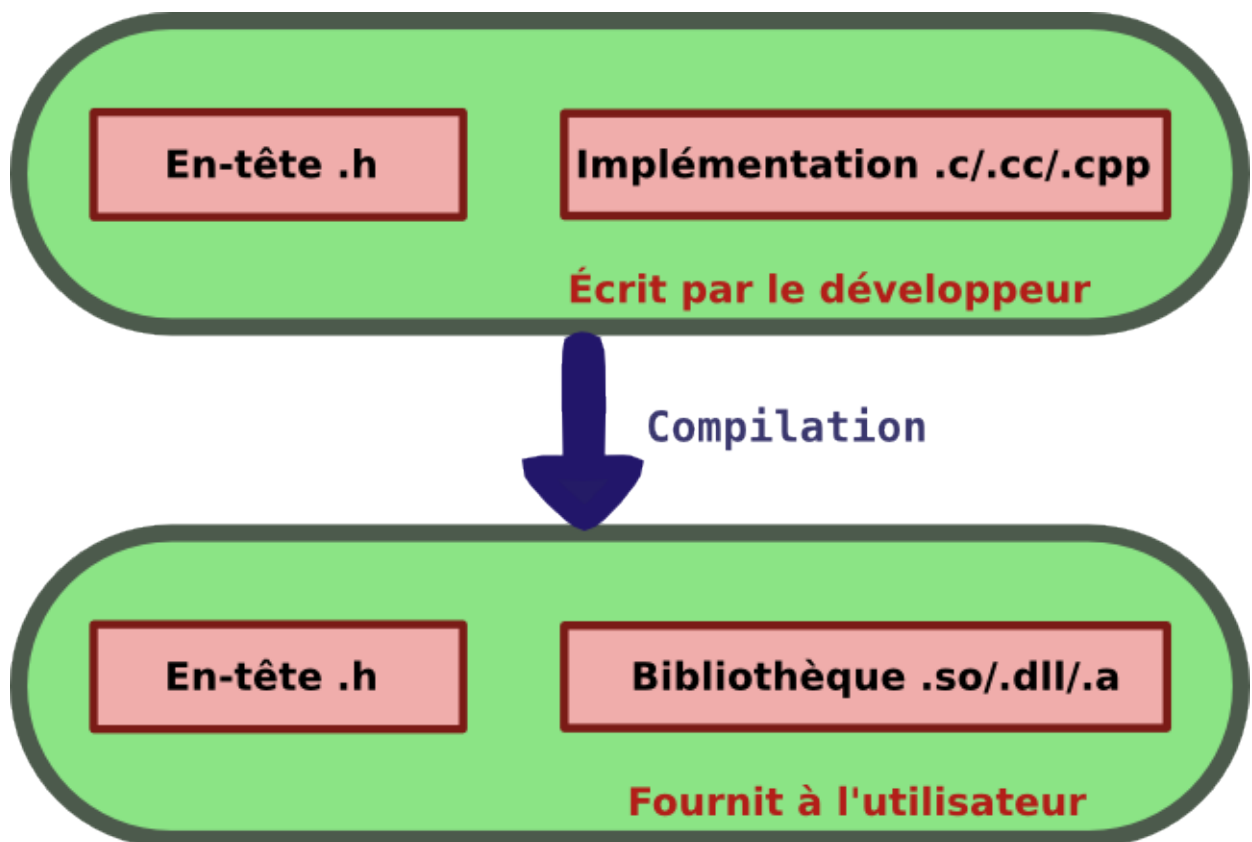 En-tête .h
Implémentation .c/.cc/.cpp
Écrit par le développeur
Compilation
En-tête .h
Bibliothèque .so/.dll/.a
Fournit à l'utilisateur